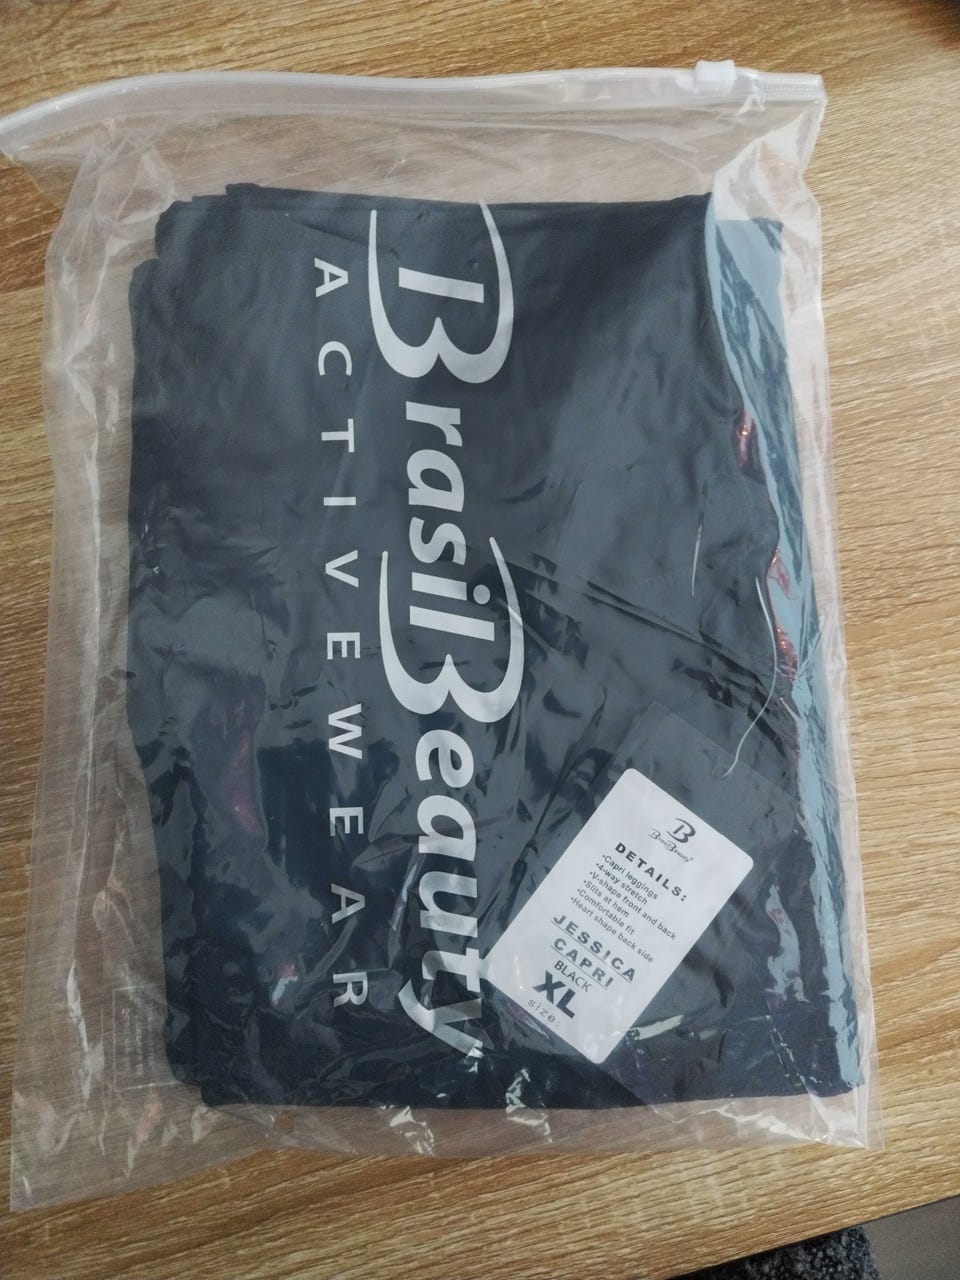 BrasilBeauty
ACTIVEWEAR
B
BrasilBeauty
DETAILS:
•Capri leggings
•4-way stretch
•V-shape front and back
•Slits at hem
•Comfortable fit
•Heart shape back side
JESSICA
CAPRI
BLACK
XL
size: